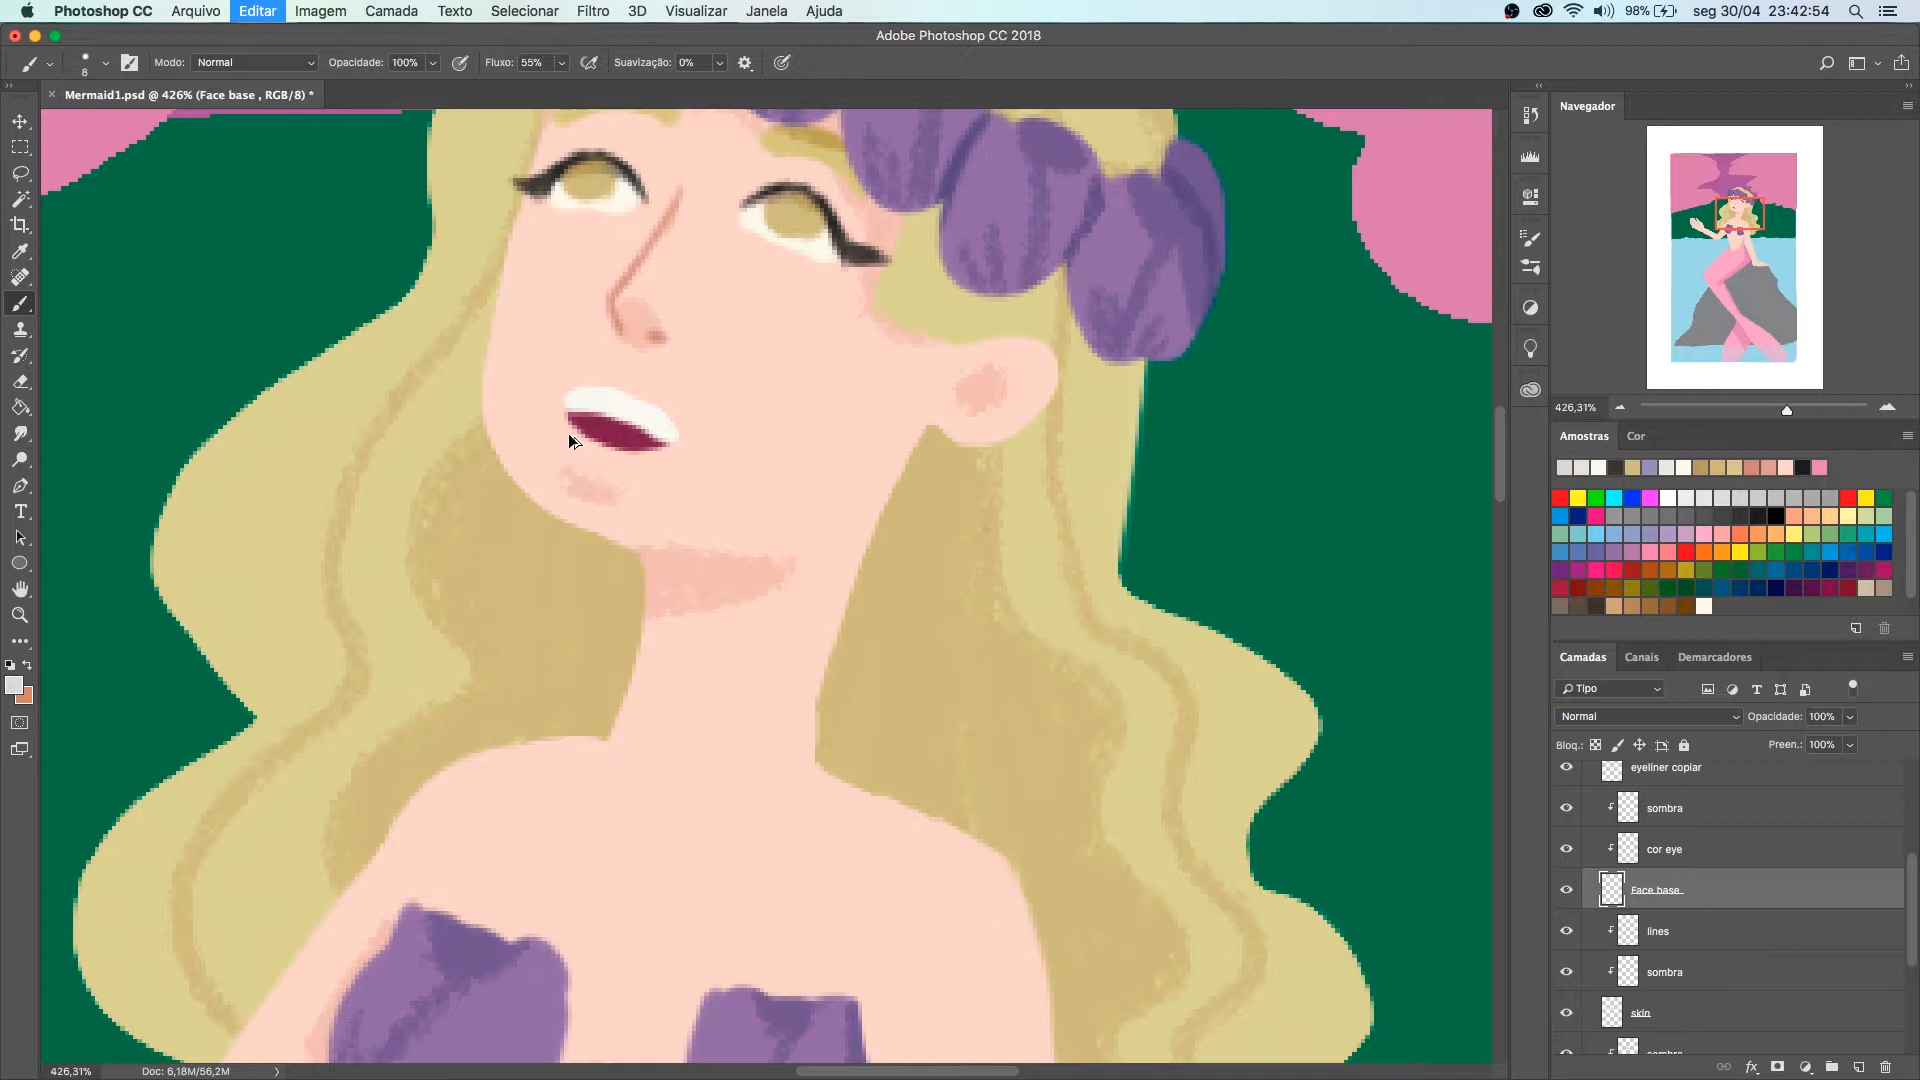 Photoshop CC Arquivo Editar Imagem Camada Texto Selecionar Filtro 3D Visualizar Janela Ajuda 98% seg 30/04 23:42:54
Adobe Photoshop CC 2018
8 Modo: Normal Opacidade: 100% Fluxo: 55% Suavização: 0%
Mermaid1.psd @ 426% (Face base , RGB/8) *
Navegador
426,31%
Amostras Cor
Camadas Canais Demarcadores
Tipo
Normal Opacidade: 100%
Bloq.: Preen.: 100%
eyeliner copiar
sombra
cor eye
Face base
lines
sombra
skin
sombra
426,31% Doc: 6,18M/56,2M